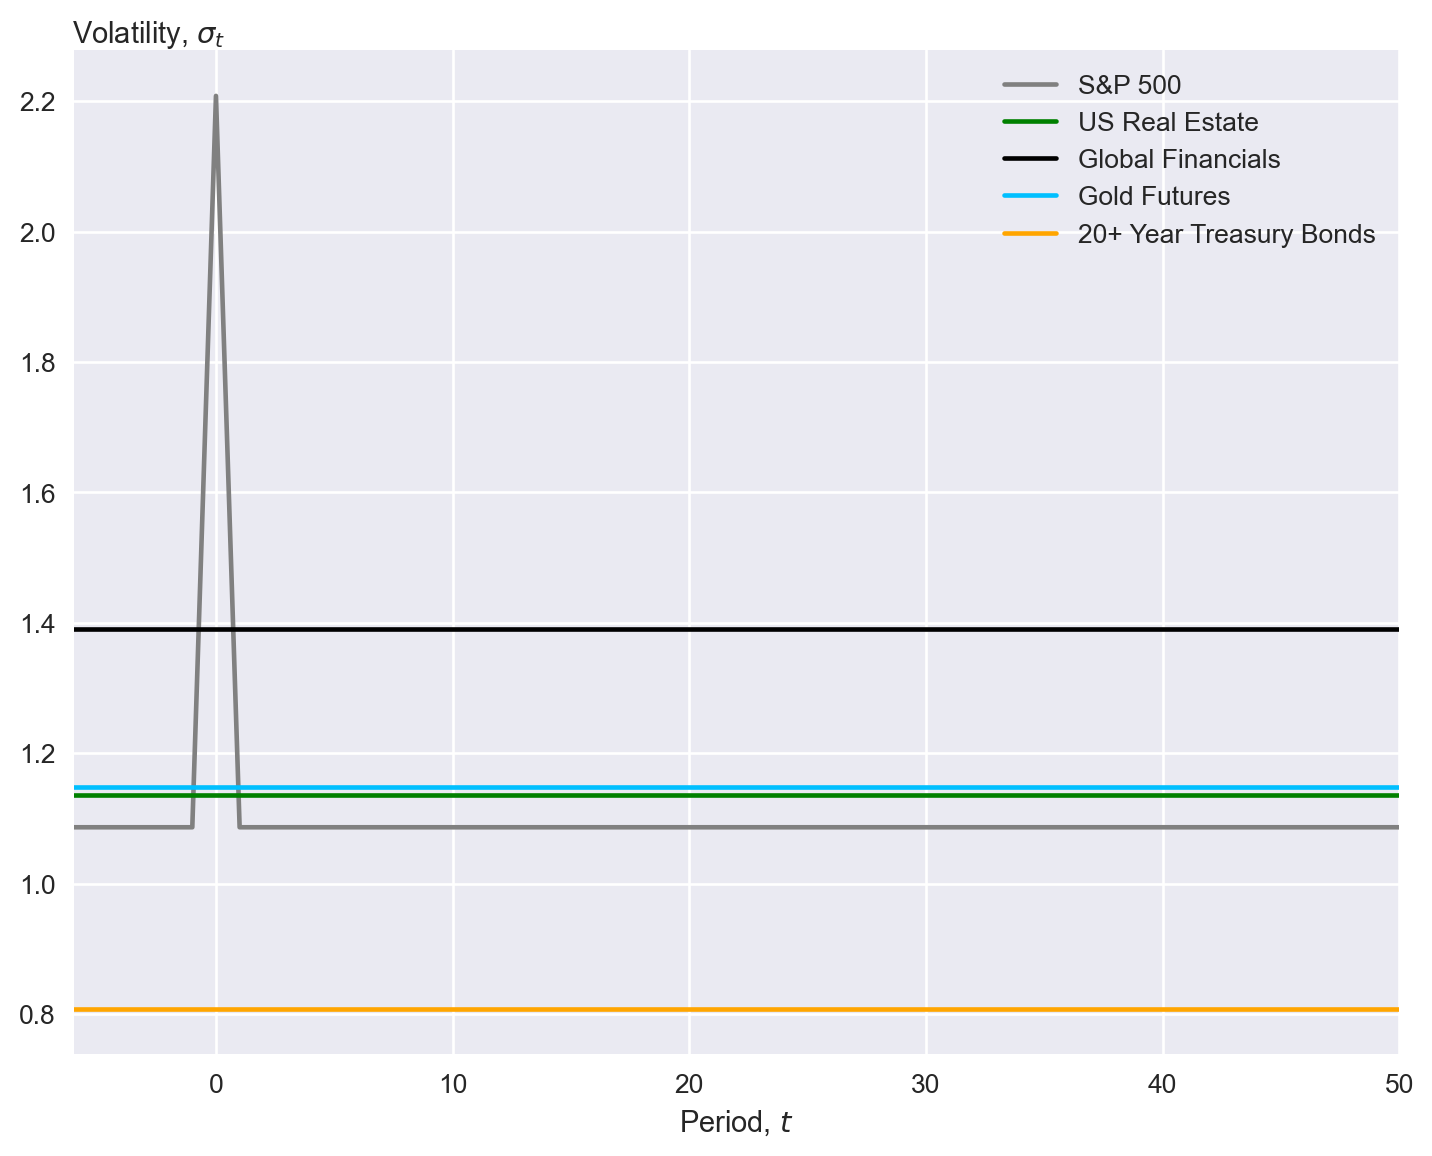 Volatility, σt
2.2
2.0
1.8
1.6
1.4
1.2
1.0
0.8
S&P 500
US Real Estate
Global Financials
Gold Futures
20+ Year Treasury Bonds
0 10 20 30 40 50
Period, t